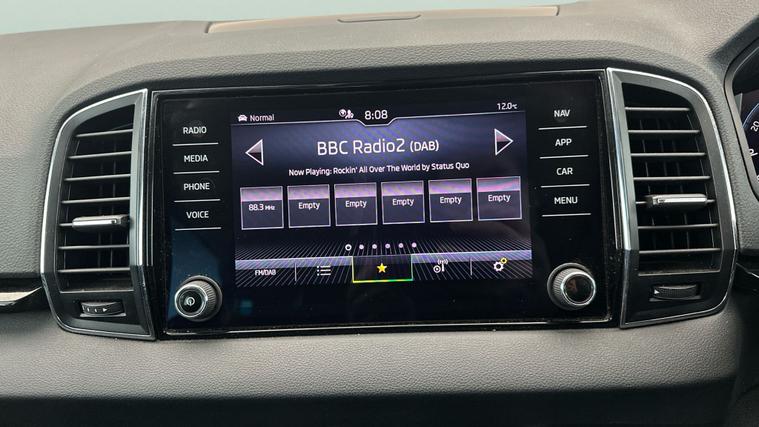 Normal 8:08 12.0°C
RADIO
MEDIA
PHONE
VOICE
BBC Radio2 (DAB)
Now Playing: Rockin' All Over The World by Status Quo
88.3 MHz Empty Empty Empty Empty Empty
FM/DAB
NAV
APP
CAR
MENU
20